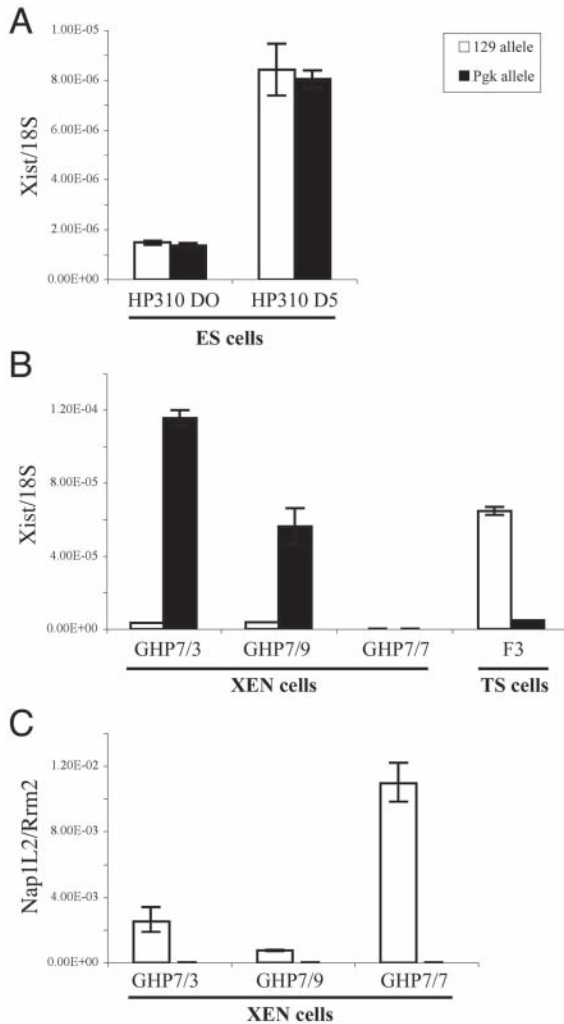 A
129 allele
Pgk allele
Xist/18S
1.00E-05
8.00E-06
6.00E-06
4.00E-06
2.00E-06
0.00E+00
HP310 DO
HP310 D5
ES cells
B
Xist/18S
1.20E-04
8.00E-05
4.00E-05
0.00E+00
GHP7/3
GHP7/9
GHP7/7
F3
XEN cells
TS cells
C
Nap1L2/Rrm2
1.20E-02
8.00E-03
4.00E-03
0.00E+00
GHP7/3
GHP7/9
GHP7/7
XEN cells